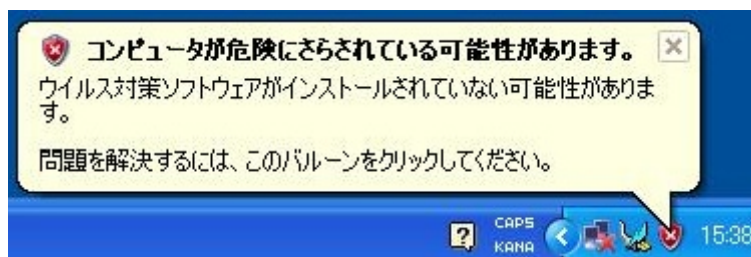 コンピュータが危険にさらされている可能性があります。
ウイルス対策ソフトウェアがインストールされていない可能性がありま
す。
問題を解決するには、このバルーンをクリックしてください。
CAPS
KANA
15:38